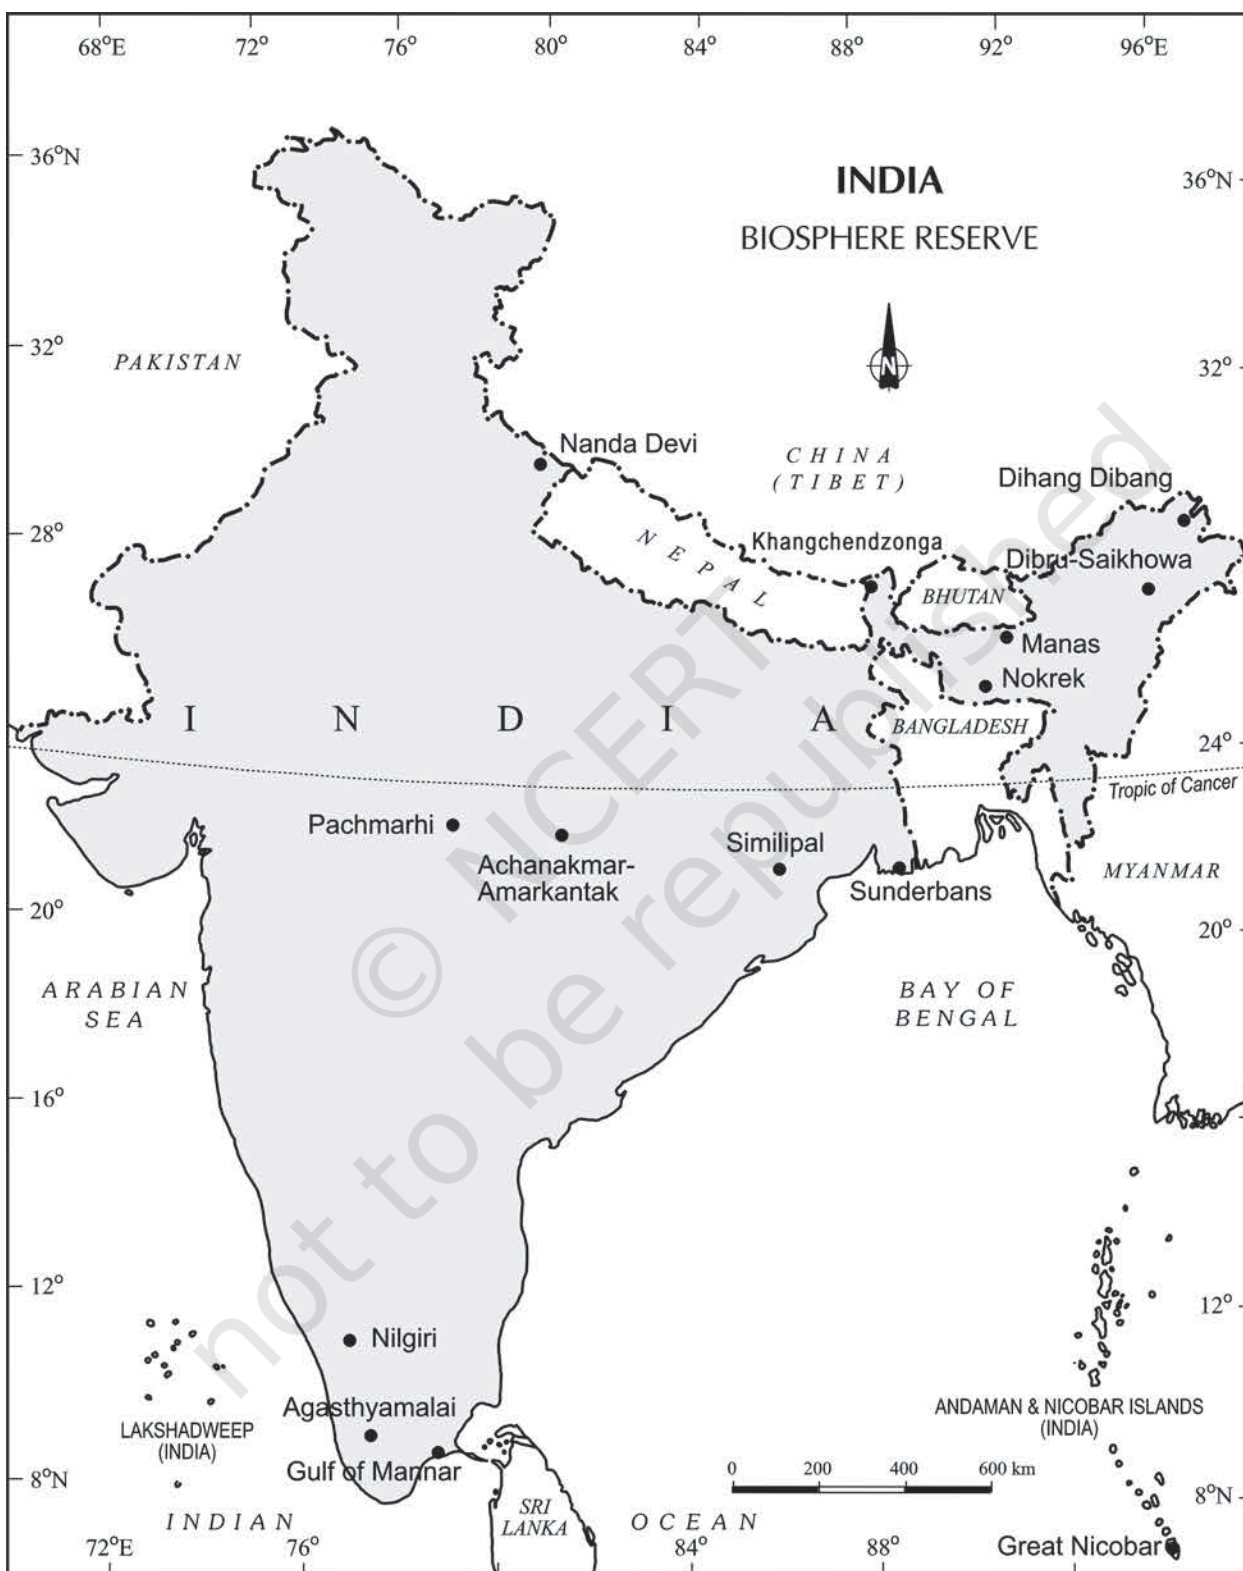 68°E 72° 76° 80° 84° 88° 92° 96°E
36°N
INDIA
36°N
BIOSPHERE RESERVE
32°
PAKISTAN
N
32°
Nanda Devi
CHINA
(TIBET)
Dihang Dibang
28°
NEPAL
Khangchendzonga
Dibru-Saikhowa
BHUTAN
Manas
Nokrek
INDIA
BANGLADESH
24°
Tropic of Cancer
Pachmarhi
Achanakmar-
Amarkantak
Similipal
Sunderbans
MYANMAR
20°
20°
ARABIAN
SEA
BAY OF
BENGAL
16°
12°
12°
Nilgiri
Agasthyamalai
LAKSHADWEEP
(INDIA)
ANDAMAN & NICOBAR ISLANDS
(INDIA)
Gulf of Mannar
8°N
0 200 400 600 km
8°N
SRI
LANKA
INDIAN OCEAN
Great Nicobar
72°E 76° 84° 88°
© NCERT
not to be republished